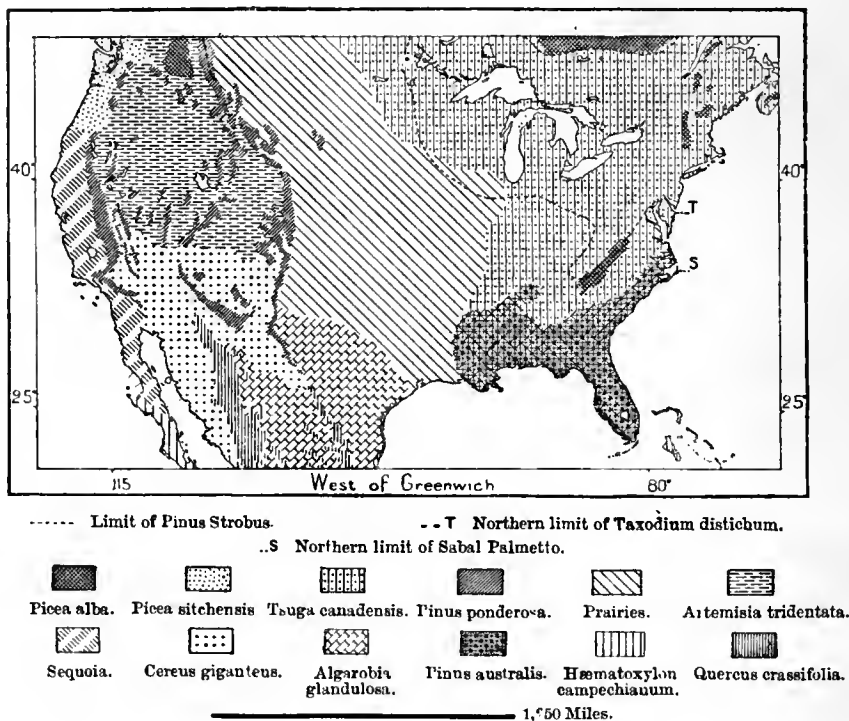 40° 40°
T
S
25° 25°
115 West of Greenwich 80°
Limit of Pinus Strobus. T Northern limit of Taxodium distichum.
S Northern limit of Sabal Palmetto.
Picea alba. Picea sitchensis Tsuga canadensis. Pinus ponderosa. Prairies. Artemisia tridentata.
Sequoia. Cereus giganteus. Algarobia Pinus australis. Hæmatoxylon Quercus crassifolia.
glandulosa. campechianum.
Miles.